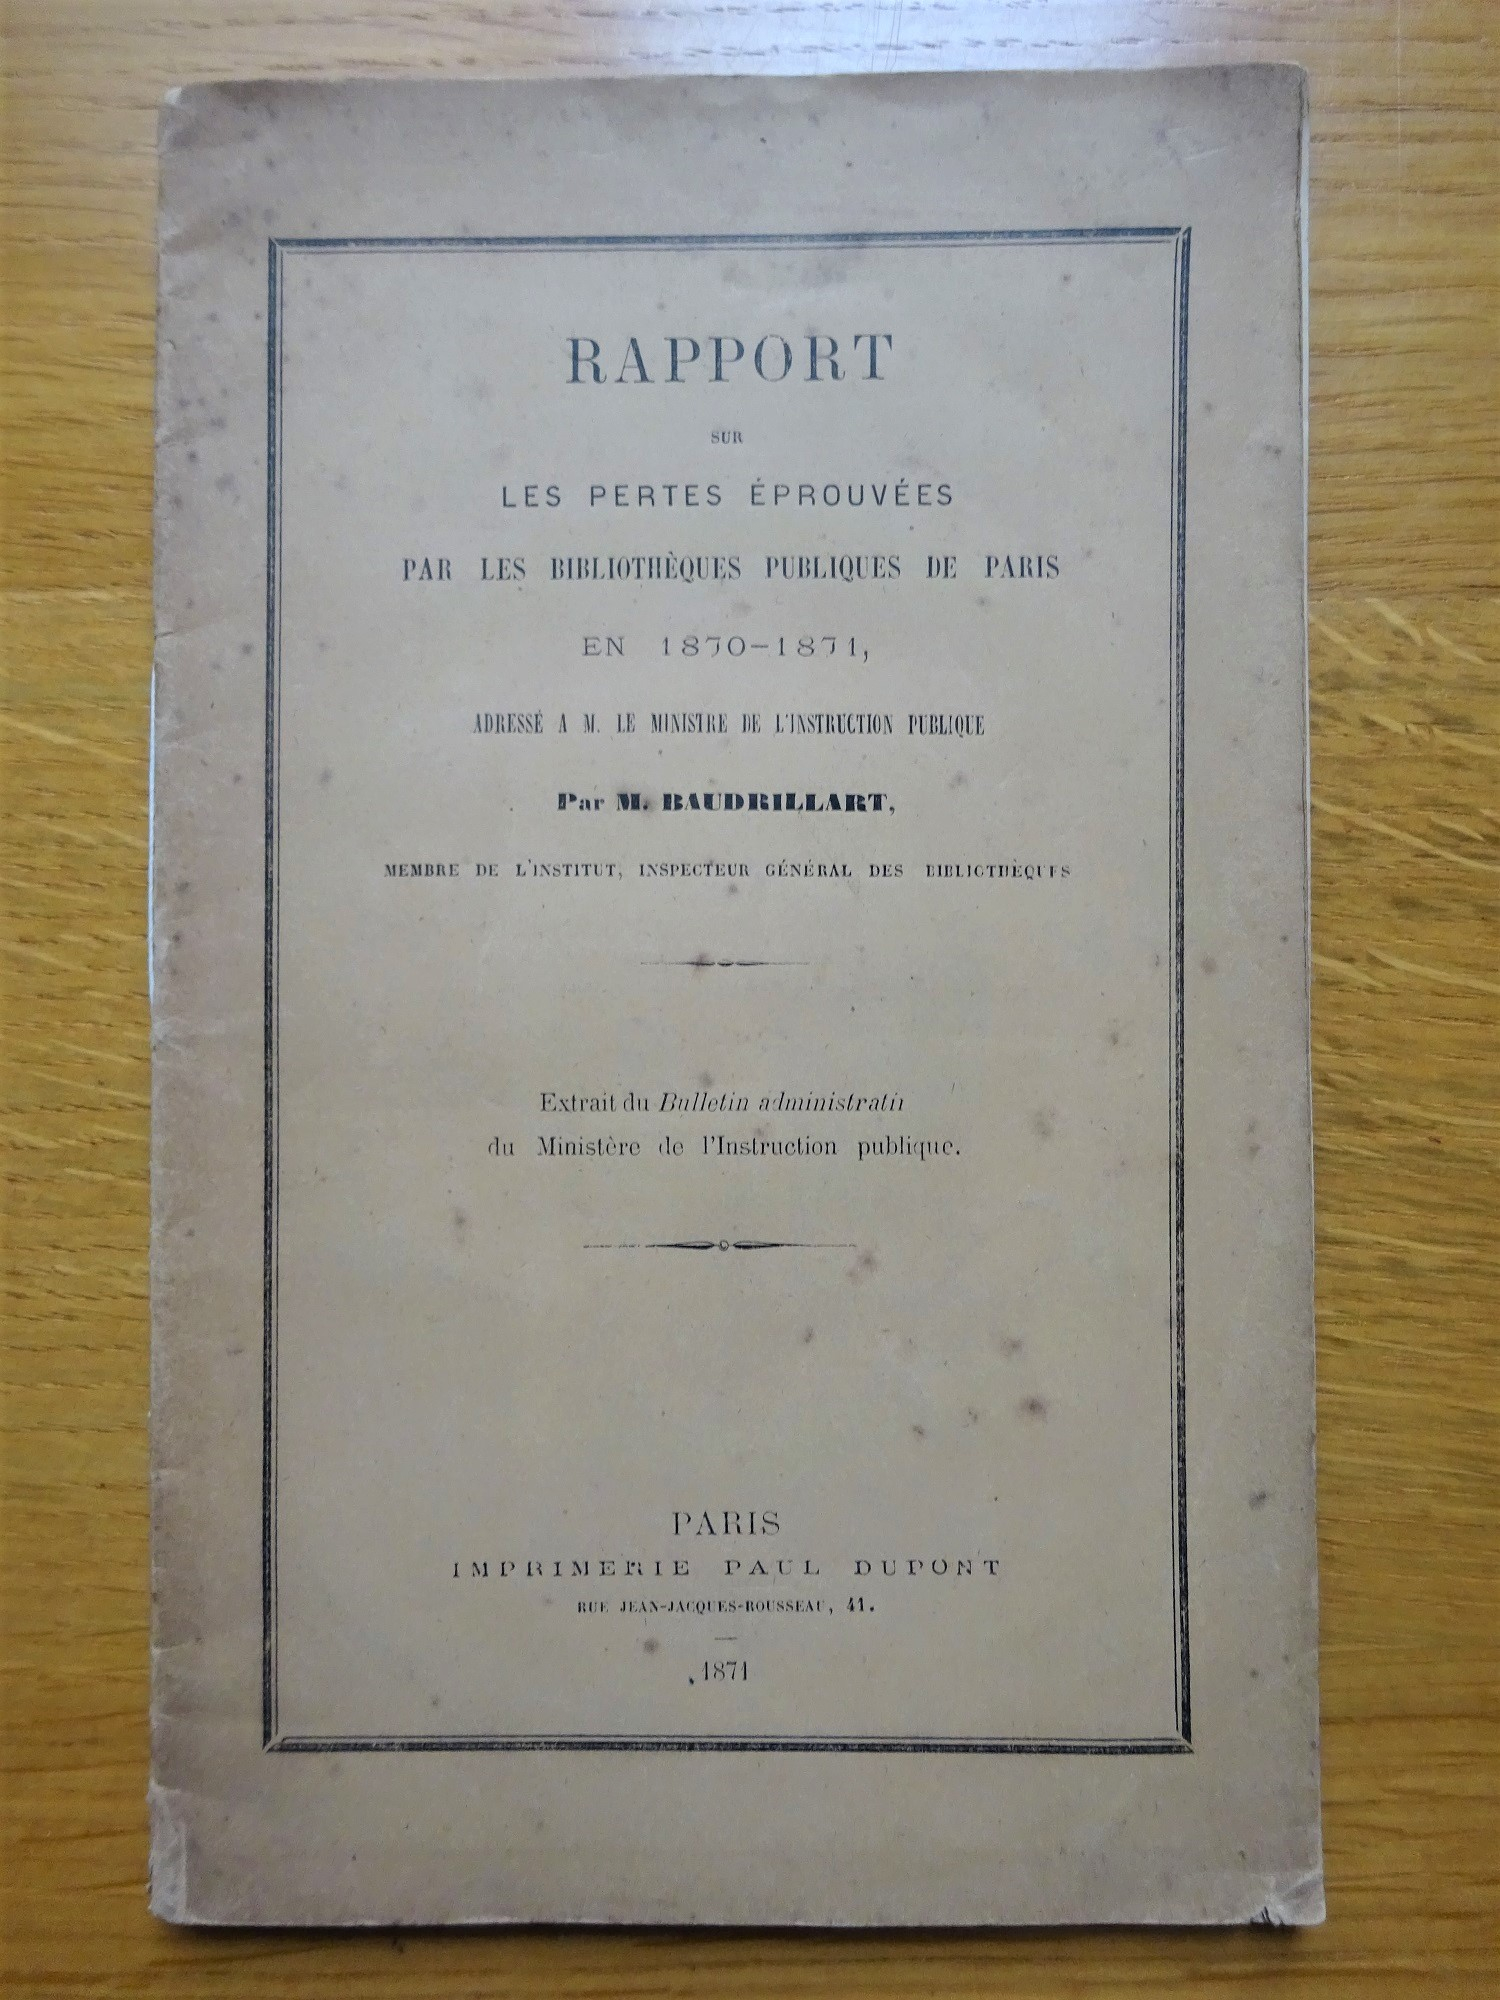 RAPPORT
SUR
LES PERTES ÉPROUVÉES
PAR LES BIBLIOTHÈQUES PUBLIQUES DE PARIS
EN 1870-1871,
ADRESSÉ A M. LE MINISTRE DE L'INSTRUCTION PUBLIQUE
Par M. BAUDRILLART,
MEMBRE DE L'INSTITUT, INSPECTEUR GÉNÉRAL DES BIBLIOTHÈQUES
Extrait du Bulletin administratif
du Ministère de l'Instruction publique.
PARIS
IMPRIMERIE PAUL DUPONT
RUE JEAN-JACQUES-ROUSSEAU, 41.
1871